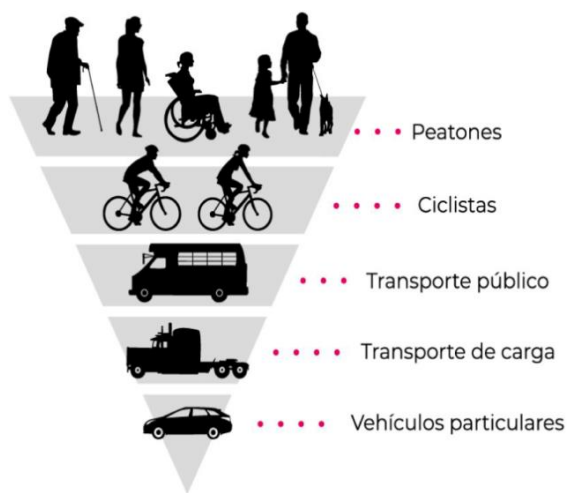 Peatones
Ciclistas
Transporte público
Transporte de carga
Vehículos particulares